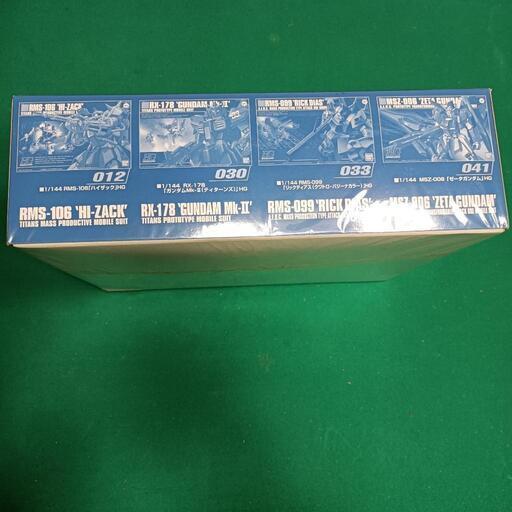 RMS-106 'HI-ZACK'
RX-178 'GUNDAM Mk-II'
RMS-099 'RICK DIAS'
MSZ-006 'ZETA GUNDAM'
012
030
033
041
■1/144 RMS-106「ハイザック」HG
■1/144 RX-178
「ガンダムMk-Ⅱ(ティターンズ)」HG
■1/144 RMS-099
「リックディアス(クワトロ・バジーナカラー)」HG
■1/144 MSZ-006「ゼータガンダム」HG
RMS-106 'HI-ZACK'
TITANS MASS PRODUCTIVE MOBILE SUIT
RX-178 'GUNDAM Mk-II'
TITANS PROTOTYPE MOBILE SUIT
RMS-099 'RICK DIAS'
A.E.U.G. MASS PRODUCTION TYPE
MSZ-006 'ZETA GUNDAM'